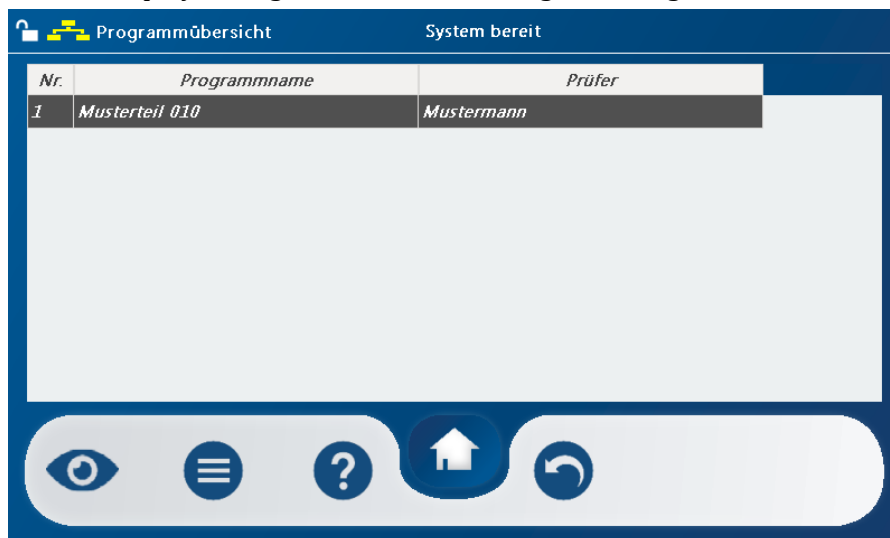 Programmübersicht System bereit
Nr. Programmname Prüfer
1 Musterteil 010 Mustermann
?